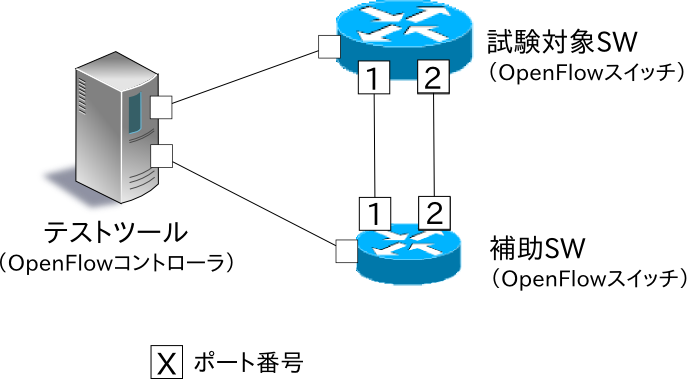 試験対象SW
（OpenFlowスイッチ）
1
2
1
2
テストツール
（OpenFlowコントローラ）
補助SW
（OpenFlowスイッチ）
X ポート番号